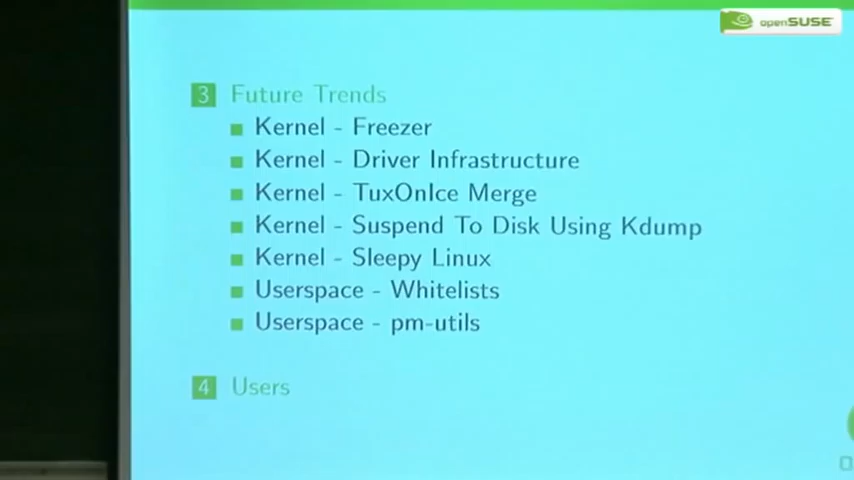 openSUSE
3 Future Trends
Kernel - Freezer
Kernel - Driver Infrastructure
Kernel - TuxOnIce Merge
Kernel - Suspend To Disk Using Kdump
Kernel - Sleepy Linux
Userspace - Whitelists
Userspace - pm-utils
4 Users